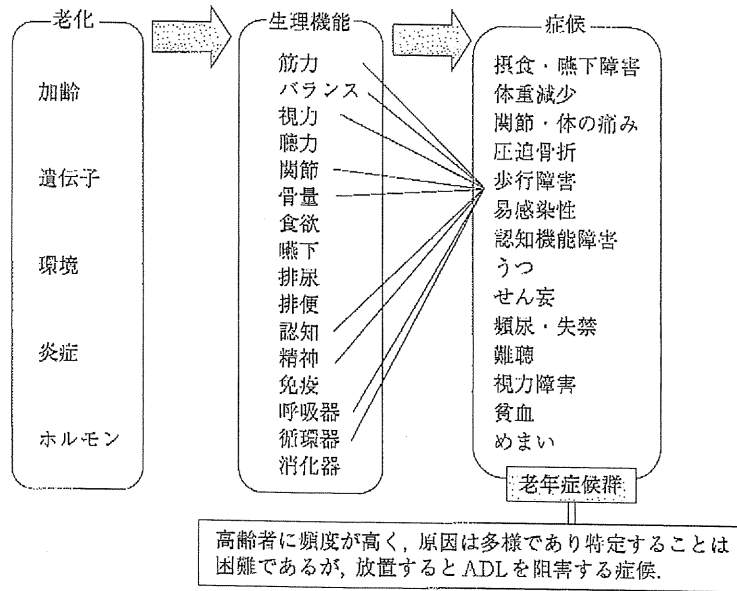 老化
加齢
遺伝子
環境
炎症
ホルモン
生理機能
筋力
バランス
視力
聴力
関節
骨量
食欲
嚥下
排尿
排便
認知
精神
免疫
呼吸器
循環器
消化器
症候
摂食・嚥下障害
体重減少
関節・体の痛み
圧迫骨折
歩行障害
易感染性
認知機能障害
うつ
せん妄
頻尿・失禁
難聴
視力障害
貧血
めまい
老年症候群
高齢者に頻度が高く，原因は多様であり特定することは
困難であるが，放置するとADLを阻害する症候．